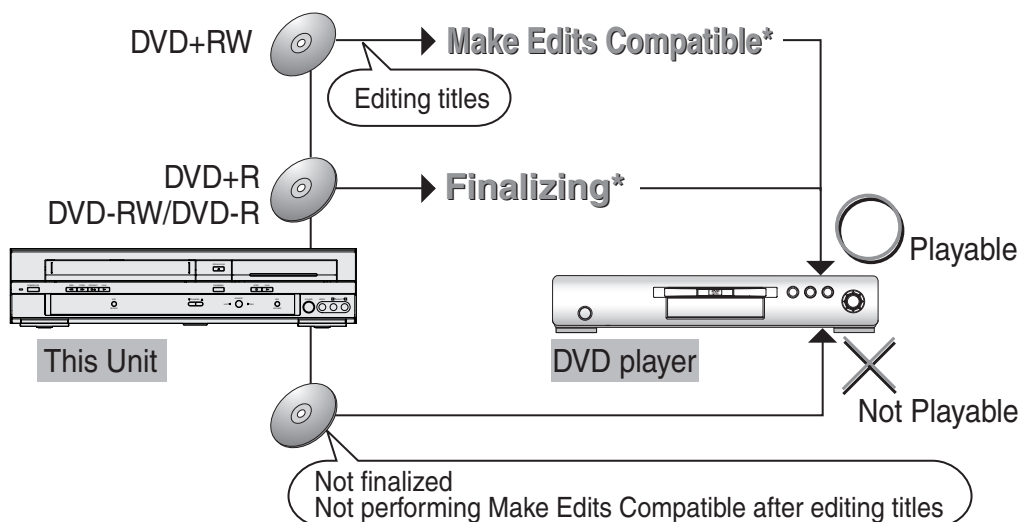 DVD+RW
Make Edits Compatible*
Editing titles
DVD+R
DVD-RW/DVD-R
Finalizing*
Playable
This Unit
DVD player
Not Playable
Not finalized
Not performing Make Edits Compatible after editing titles